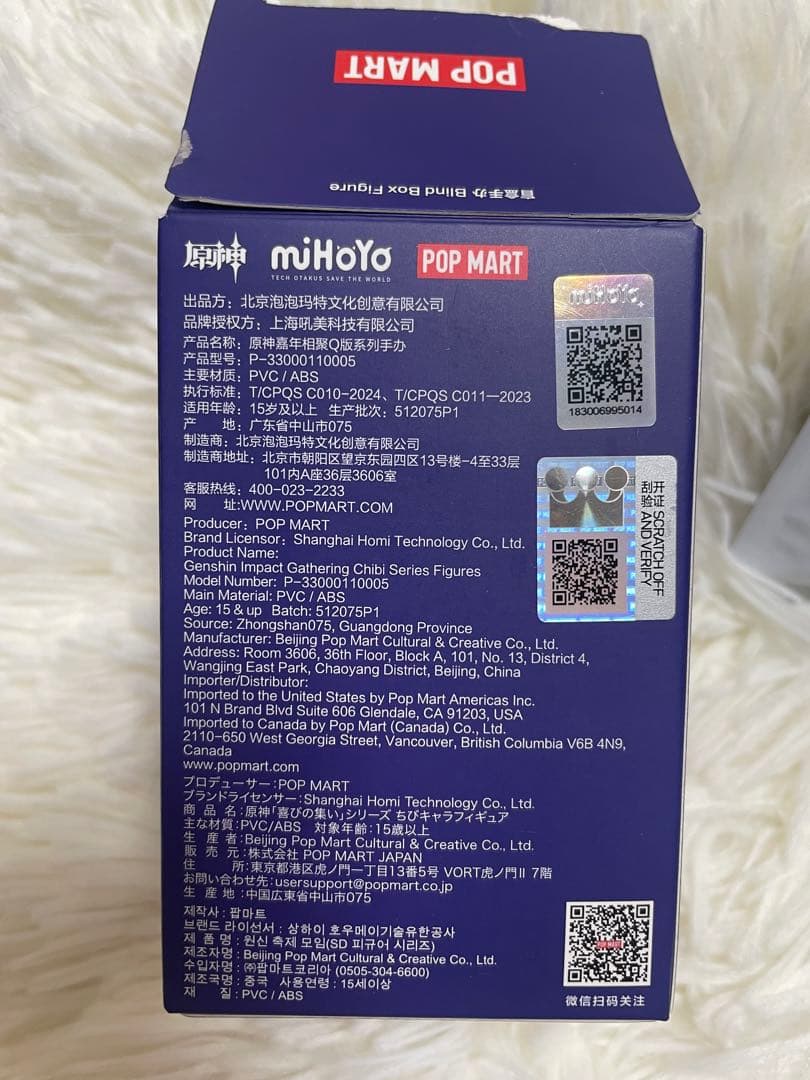 POP MART
盲盒手办 Blind Box Figure
原神 miHoYo POP MART
TECH OTAKUS SAVE THE WORLD
出品方：北京泡泡玛特文化创意有限公司
品牌授权方：上海吼美科技有限公司
产品名称：原神嘉年相聚Q版系列手办
产品型号：P-33000110005
主要材质：PVC / ABS
执行标准：T/CPQS C010-2024、T/CPQS C011—2023
适用年龄：15岁及以上 生产批次：512075P1
产 地：广东省中山市075
制造商：北京泡泡玛特文化创意有限公司
制造商地址：北京市朝阳区望京东园四区13号楼-4至33层
101内A座36层3606室
客服热线：400-023-2233
网 址:WWW.POPMART.COM
Producer：POP MART
Brand Licensor：Shanghai Homi Technology Co., Ltd.
Product Name:
Genshin Impact Gathering Chibi Series Figures
Model Number: P-33000110005
Main Material: PVC / ABS
Age: 15 & up Batch: 512075P1
Source: Zhongshan075, Guangdong Province
Manufacturer: Beijing Pop Mart Cultural & Creative Co., Ltd.
Address: Room 3606, 36th Floor, Block A, 101, No. 13, District 4,
Wangjing East Park, Chaoyang District, Beijing, China
Importer/Distributor:
Imported to the United States by Pop Mart Americas Inc.
101 N Brand Blvd Suite 606 Glendale, CA 91203, USA
Imported to Canada by Pop Mart (Canada) Co., Ltd.
2110-650 West Georgia Street, Vancouver, British Columbia V6B 4N9,
Canada
www.popmart.com
プロデューサー：POP MART
ブランドライセンサー：Shanghai Homi Technology Co., Ltd.
商 品 名：原神「喜びの集い」シリーズ ちびキャラフィギュア
主な材質：PVC/ABS 対象年齢：15歳以上
生 産 者：Beijing Pop Mart Cultural & Creative Co., Ltd.
販 売 元：株式会社 POP MART JAPAN
住 所：東京都港区虎ノ門一丁目13番5号 VORT虎ノ門Ⅱ 7階
お問い合わせ先：usersupport@popmart.co.jp
生 産 地：中国広東省中山市075
제작사 : 팝마트
브랜드 라이선서 : 상하이 호우메이기술유한공사
제 품 명 : 원신 축제 모임(SD 피규어 시리즈)
제조자명 : Beijing Pop Mart Cultural & Creative Co., Ltd.
수입자명 : ㈜팝마트코리아 (0505-304-6600)
제조국명 : 중국 사용연령 : 15세이상
재 질 : PVC / ABS
miHoYo
183006995014
刮开
验证
SCRATCH OFF
AND VERIFY
POP MART
微信扫码关注